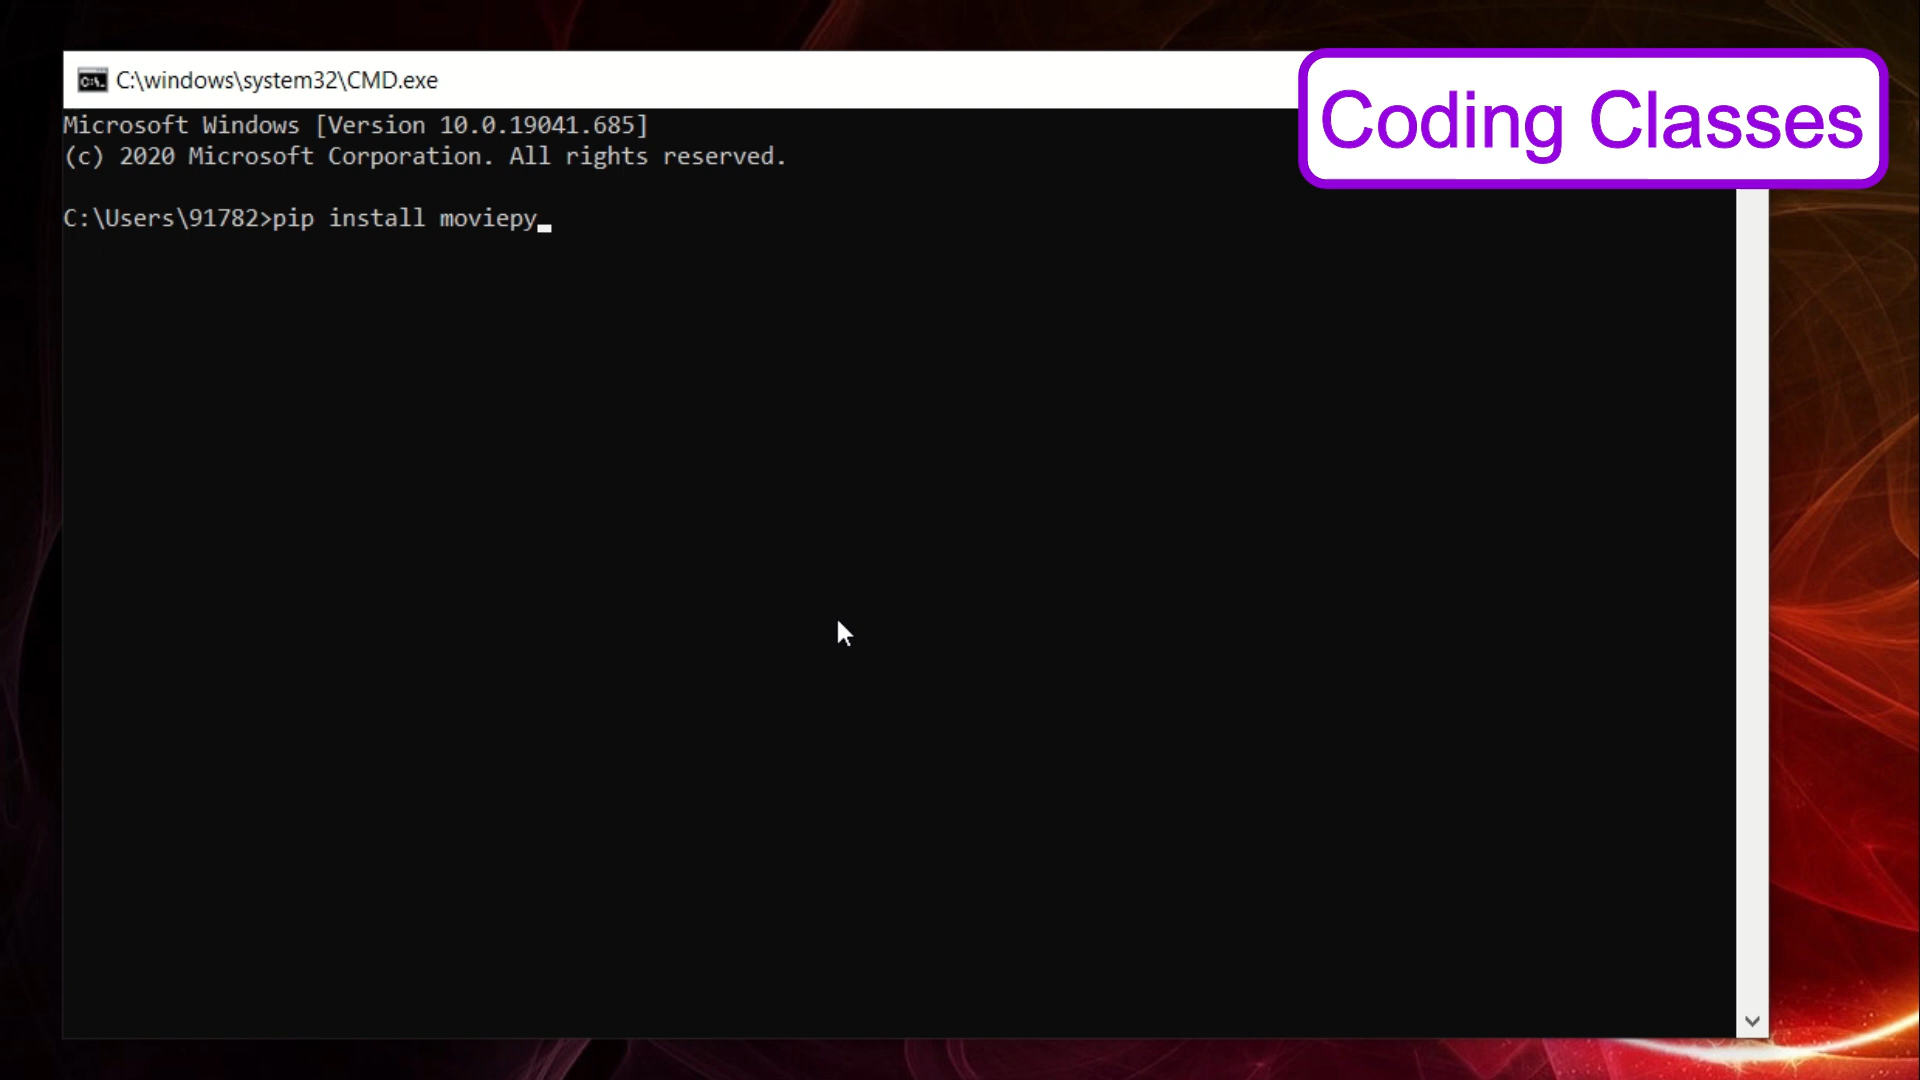 C:\windows\system32\CMD.exe
Coding Classes
Microsoft Windows [Version 10.0.19041.685]
(c) 2020 Microsoft Corporation. All rights reserved.
C:\Users\91782>pip install moviepy